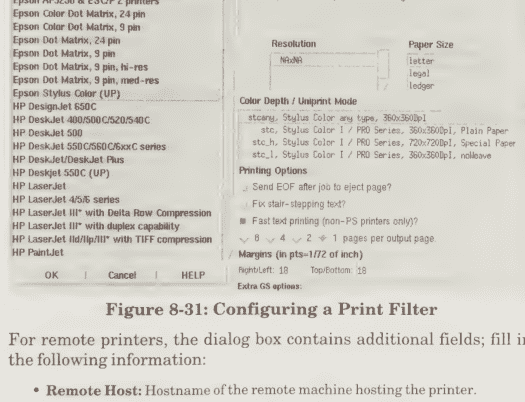 Epson AP3250 & ESC/P 2 printers
Epson Color Dot Matrix, 24 pin
Epson Color Dot Matrix, 9 pin
Epson Dot Matrix, 24 pin
Epson Dot Matrix, 9 pin
Epson Dot Matrix, 9 pin, hi-res
Epson Dot Matrix, 9 pin, med-res
Epson Stylus Color (UP)
HP DesignJet 650C
HP DeskJet 400/500C/520/540C
HP DeskJet 500
HP DeskJet 550C/560C/6xxC series
HP DeskJet/DeskJet Plus
HP Deskjet 550C (UP)
HP LaserJet
HP LaserJet 4/5/6 series
HP LaserJet III* with Delta Row Compression
HP LaserJet III* with duplex capability
HP LaserJet IId/IIp/III* with TIFF compression
HP PaintJet
OK
Cancel
HELP
Resolution
NAxNA
Paper Size
letter
legal
ledger
Color Depth / Uniprint Mode
stcany, Stylus Color any type, 360x360Dpl
stc, Stylus Color I / PRO Series, 360x360Dpl, Plain Paper
stc_h, Stylus Color I / PRO Series, 720x720Dpl, Special Paper
stc_l, Stylus Color I / PRO Series, 360x360Dpl, noWeave
Printing Options
Send EOF after job to eject page?
Fix stair-stepping text?
Fast text printing (non-PS printers only)?
8 4 2 1 pages per output page.
Margins (in pts=1/72 of inch)
Right/Left: 18 Top/Bottom: 18
Extra GS options:
Figure 8-31: Configuring a Print Filter
For remote printers, the dialog box contains additional fields; fill in
the following information:
• Remote Host: Hostname of the remote machine hosting the printer.